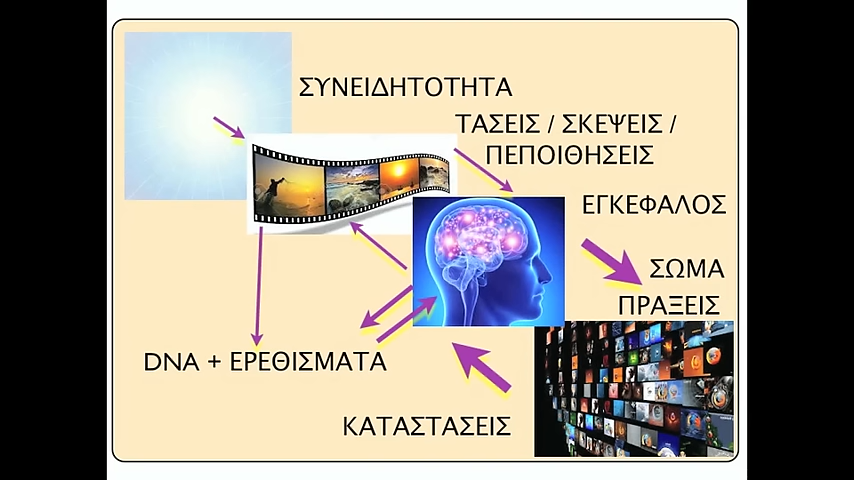 ΣΥΝΕΙΔΗΤΟΤΗΤΑ
ΤΑΣΕΙΣ / ΣΚΕΨΕΙΣ /
ΠΕΠΟΙΘΗΣΕΙΣ
ΕΓΚΕΦΑΛΟΣ
ΣΩΜΑ
ΠΡΑΞΕΙΣ
DNA + ΕΡΕΘΙΣΜΑΤΑ
ΚΑΤΑΣΤΑΣΕΙΣ